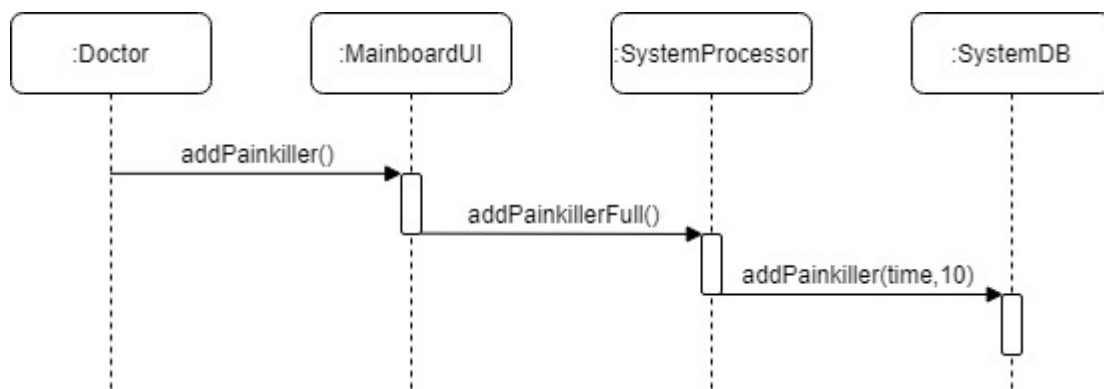 :Doctor
:MainboardUI
:SystemProcessor
:SystemDB
addPainkiller()
addPainkillerFull()
addPainkiller(time,10)